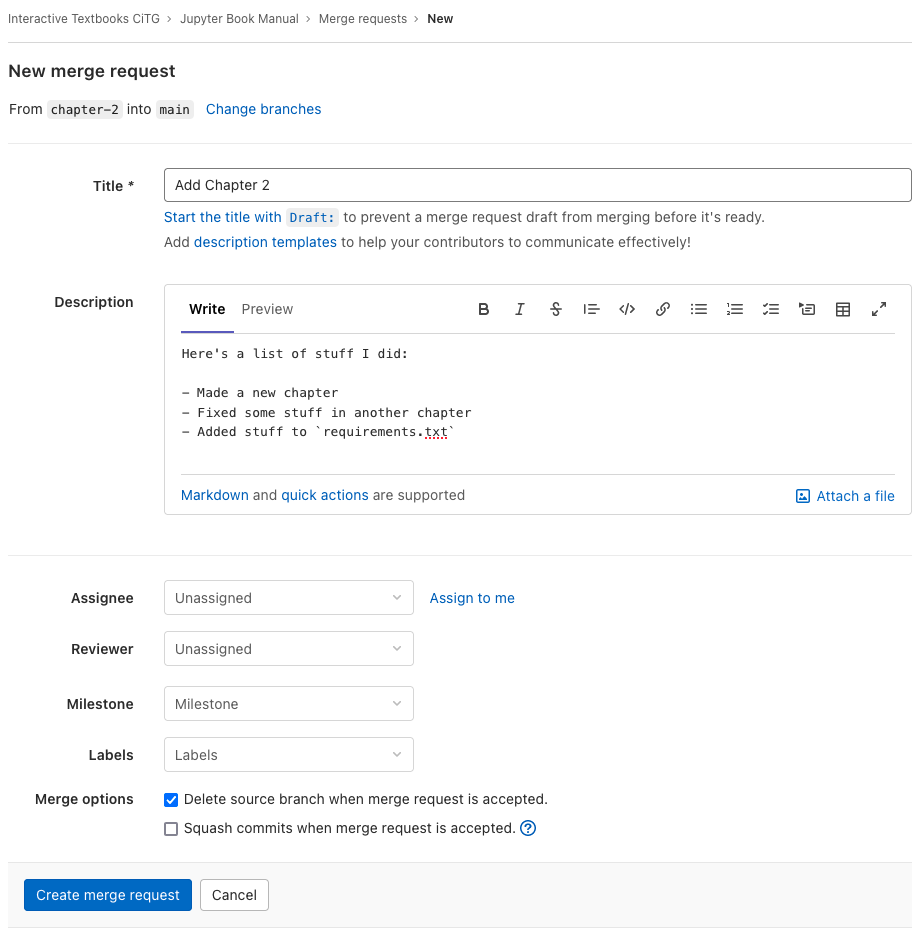 Interactive Textbooks CiTG › Jupyter Book Manual › Merge requests › New
New merge request
From chapter-2 into main Change branches
Title * Add Chapter 2
Start the title with Draft: to prevent a merge request draft from merging before it's ready.
Add description templates to help your contributors to communicate effectively!
Description
Write Preview
Here's a list of stuff I did:
- Made a new chapter
- Fixed some stuff in another chapter
- Added stuff to `requirements.txt`
Markdown and quick actions are supported Attach a file
Assignee Unassigned Assign to me
Reviewer Unassigned
Milestone Milestone
Labels Labels
Merge options Delete source branch when merge request is accepted.
Squash commits when merge request is accepted.
Create merge request Cancel